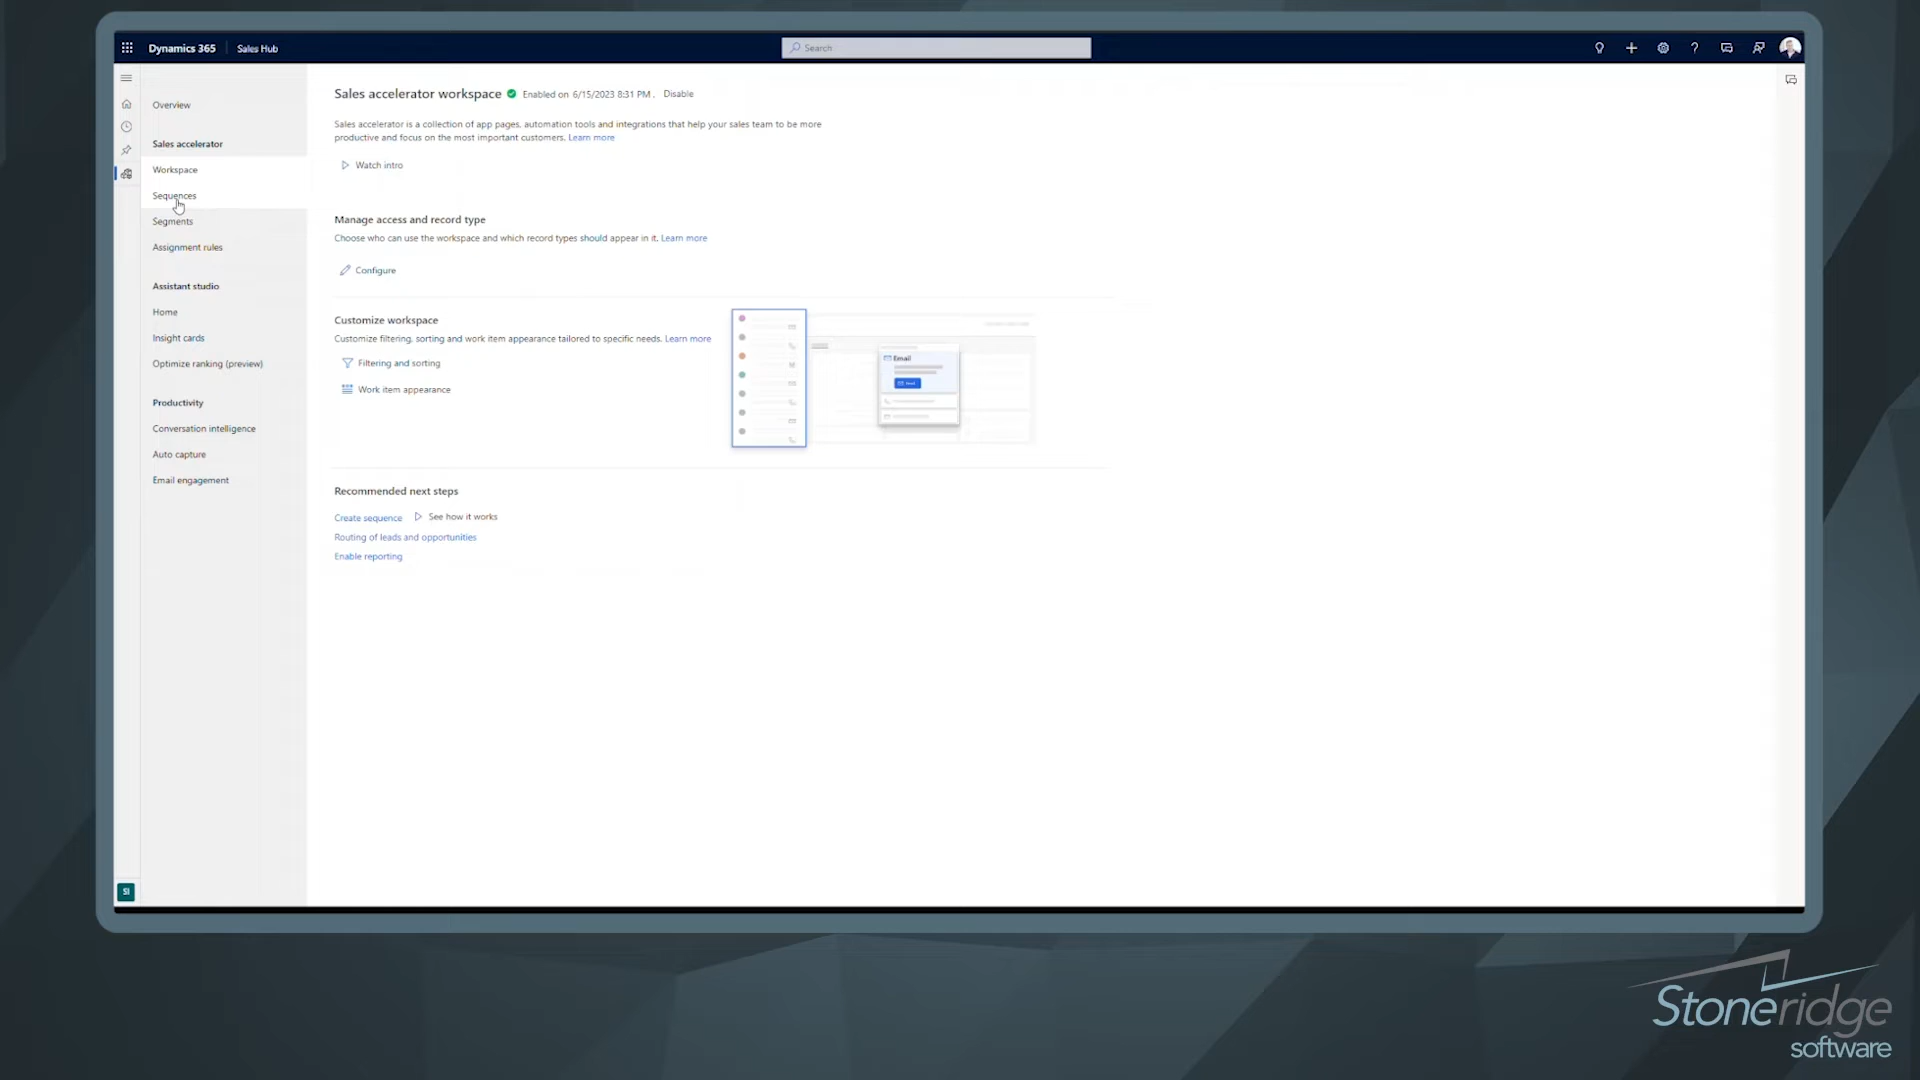 Dynamics 365
Sales Hub
Search
Overview
Sales accelerator
Workspace
Sequences
Segments
Assignment rules
Assistant studio
Home
Insight cards
Optimize ranking (preview)
Productivity
Conversation intelligence
Auto capture
Email engagement
SI
Sales accelerator workspace
Enabled on 6/15/2023 8:31 PM . Disable
Sales accelerator is a collection of app pages, automation tools and integrations that help your sales team to be more
productive and focus on the most important customers. Learn more
Watch intro
Manage access and record type
Choose who can use the workspace and which record types should appear in it. Learn more
Configure
Customize workspace
Customize filtering, sorting and work item appearance tailored to specific needs. Learn more
Filtering and sorting
Work item appearance
Email
Recommended next steps
Create sequence
See how it works
Routing of leads and opportunities
Enable reporting
Stoneridge
software